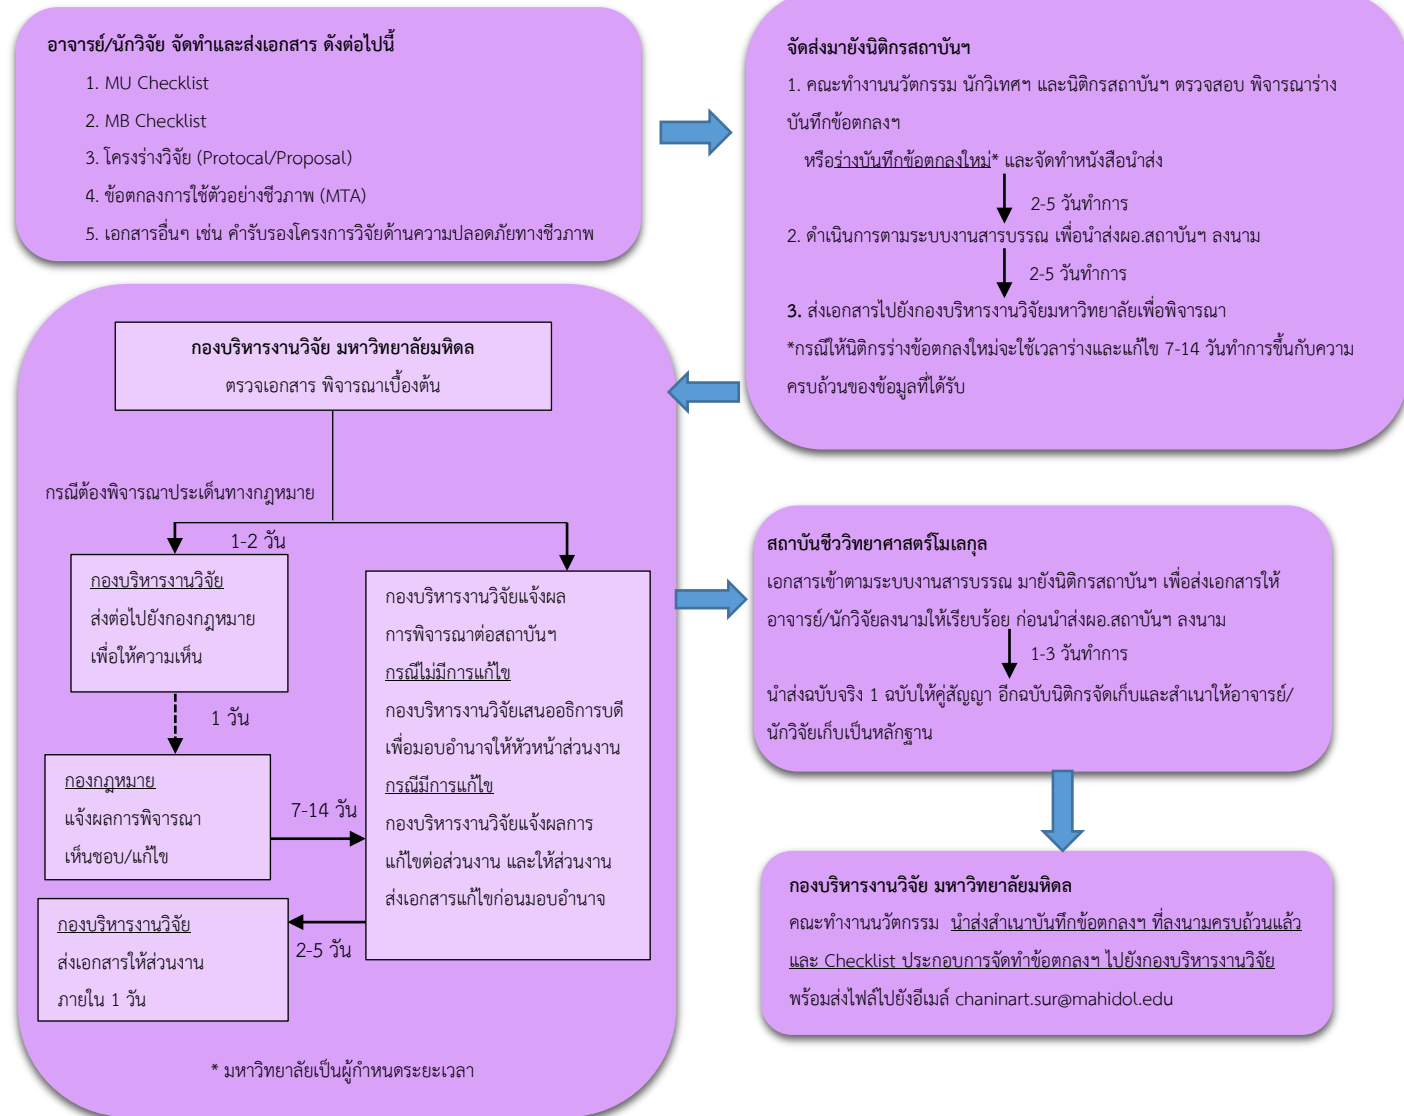 อาจารย์/นักวิจัย จัดทำและส่งเอกสาร ดังต่อไปนี้
1. MU Checklist
2. MB Checklist
3. โครงร่างวิจัย (Protocal/Proposal)
4. ข้อตกลงการใช้ตัวอย่างชีวภาพ (MTA)
5. เอกสารอื่นๆ เช่น คำรับรองโครงการวิจัยด้านความปลอดภัยทางชีวภาพ
จัดส่งมายังนิติกรสถาบันฯ
1. คณะทำงานนวัตกรรม นักวิเทศฯ และนิติกรสถาบันฯ ตรวจสอบ พิจารณาร่าง
บันทึกข้อตกลงฯ
หรือร่างบันทึกข้อตกลงใหม่* และจัดทำหนังสือนำส่ง
2-5 วันทำการ
2. ดำเนินการตามระบบงานสารบรรณ เพื่อนำส่งผอ.สถาบันฯ ลงนาม
2-5 วันทำการ
3. ส่งเอกสารไปยังกองบริหารงานวิจัยมหาวิทยาลัยเพื่อพิจารณา
*กรณีให้นิติกรร่างข้อตกลงใหม่จะใช้เวลาร่างและแก้ไข 7-14 วันทำการขึ้นกับความ
ครบถ้วนของข้อมูลที่ได้รับ
กองบริหารงานวิจัย มหาวิทยาลัยมหิดล
ตรวจเอกสาร พิจารณาเบื้องต้น
กรณีต้องพิจารณาประเด็นทางกฎหมาย
1-2 วัน
กองบริหารงานวิจัย
ส่งต่อไปยังกองกฎหมาย
เพื่อให้ความเห็น
1 วัน
กองกฎหมาย
แจ้งผลการพิจารณา
เห็นชอบ/แก้ไข
7-14 วัน
กองบริหารงานวิจัยแจ้งผล
การพิจารณาต่อสถาบันฯ
กรณีไม่มีการแก้ไข
กองบริหารงานวิจัยเสนออธิการบดี
เพื่อมอบอำนาจให้หัวหน้าส่วนงาน
กรณีมีการแก้ไข
กองบริหารงานวิจัยแจ้งผลการ
แก้ไขต่อส่วนงาน และให้ส่วนงาน
ส่งเอกสารแก้ไขก่อนมอบอำนาจ
2-5 วัน
กองบริหารงานวิจัย
ส่งเอกสารให้ส่วนงาน
ภายใน 1 วัน
* มหาวิทยาลัยเป็นผู้กำหนดระยะเวลา
สถาบันชีววิทยาศาสตร์โมเลกุล
เอกสารเข้าตามระบบงานสารบรรณ มายังนิติกรสถาบันฯ เพื่อส่งเอกสารให้
อาจารย์/นักวิจัยลงนามให้เรียบร้อย ก่อนนำส่งผอ.สถาบันฯ ลงนาม
1-3 วันทำการ
นำส่งฉบับจริง 1 ฉบับให้คู่สัญญา อีกฉบับนิติกรจัดเก็บและสำเนาให้อาจารย์/
นักวิจัยเก็บเป็นหลักฐาน
กองบริหารงานวิจัย มหาวิทยาลัยมหิดล
คณะทำงานนวัตกรรม นำส่งสำเนาบันทึกข้อตกลงฯ ที่ลงนามครบถ้วนแล้ว
และ Checklist ประกอบการจัดทำข้อตกลงฯ ไปยังกองบริหารงานวิจัย
พร้อมส่งไฟล์ไปยังอีเมล์ chaninart.sur@mahidol.edu